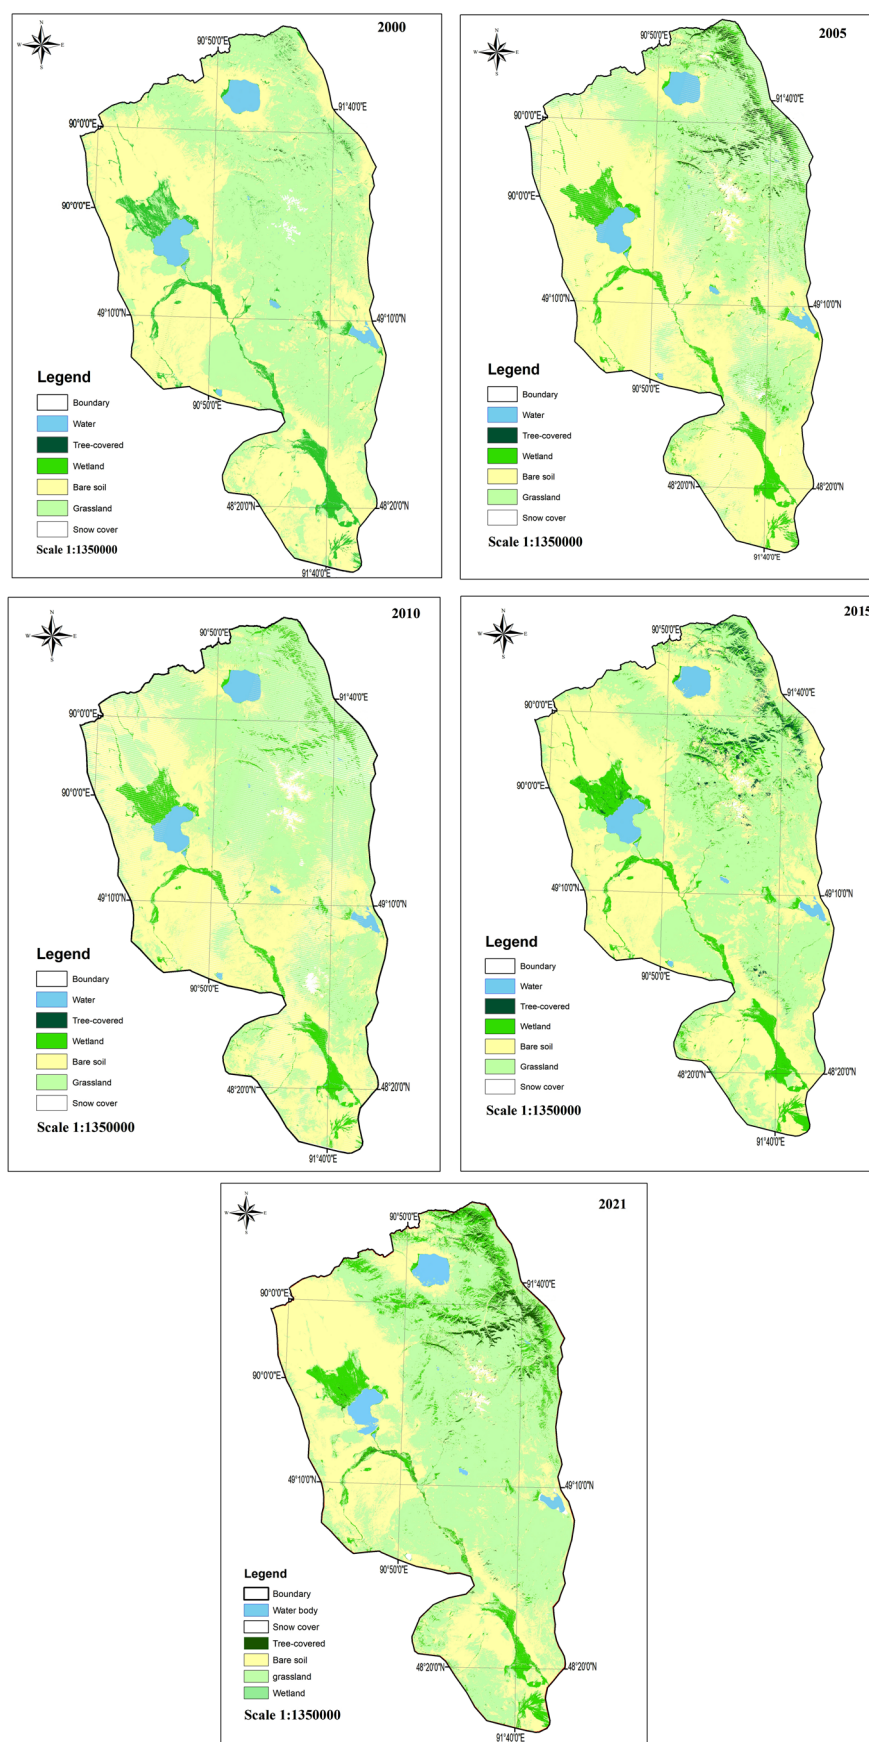 2000
N
W E
S
90°50'0"E
91°40'0"E
90°0'0"E
90°0'0"E
49°10'0"N
49°10'0"N
90°50'0"E
48°20'0"N
48°20'0"N
91°40'0"E
Legend
Boundary
Water
Tree-covered
Wetland
Bare soil
Grassland
Snow cover
Scale 1:1350000
2005
N
W E
S
90°50'0"E
91°40'0"E
90°0'0"E
90°0'0"E
49°10'0"N
49°10'0"N
90°50'0"E
48°20'0"N
48°20'0"N
91°40'0"E
Legend
Boundary
Water
Tree-covered
Wetland
Bare soil
Grassland
Snow cover
Scale 1:1350000
2010
N
W E
S
90°50'0"E
91°40'0"E
90°0'0"E
90°0'0"E
49°10'0"N
49°10'0"N
90°50'0"E
48°20'0"N
48°20'0"N
91°40'0"E
Legend
Boundary
Water
Tree-covered
Wetland
Bare soil
Grassland
Snow cover
Scale 1:1350000
2015
N
W E
S
90°50'0"E
91°40'0"E
90°0'0"E
90°0'0"E
49°10'0"N
49°10'0"N
90°50'0"E
48°20'0"N
48°20'0"N
91°40'0"E
Legend
Boundary
Water
Tree-covered
Wetland
Bare soil
Grassland
Snow cover
Scale 1:1350000
2021
N
W E
S
90°50'0"E
91°40'0"E
90°0'0"E
90°0'0"E
49°10'0"N
49°10'0"N
90°50'0"E
48°20'0"N
48°20'0"N
91°40'0"E
Legend
Boundary
Water body
Snow cover
Tree-covered
Bare soil
grassland
Wetland
Scale 1:1350000